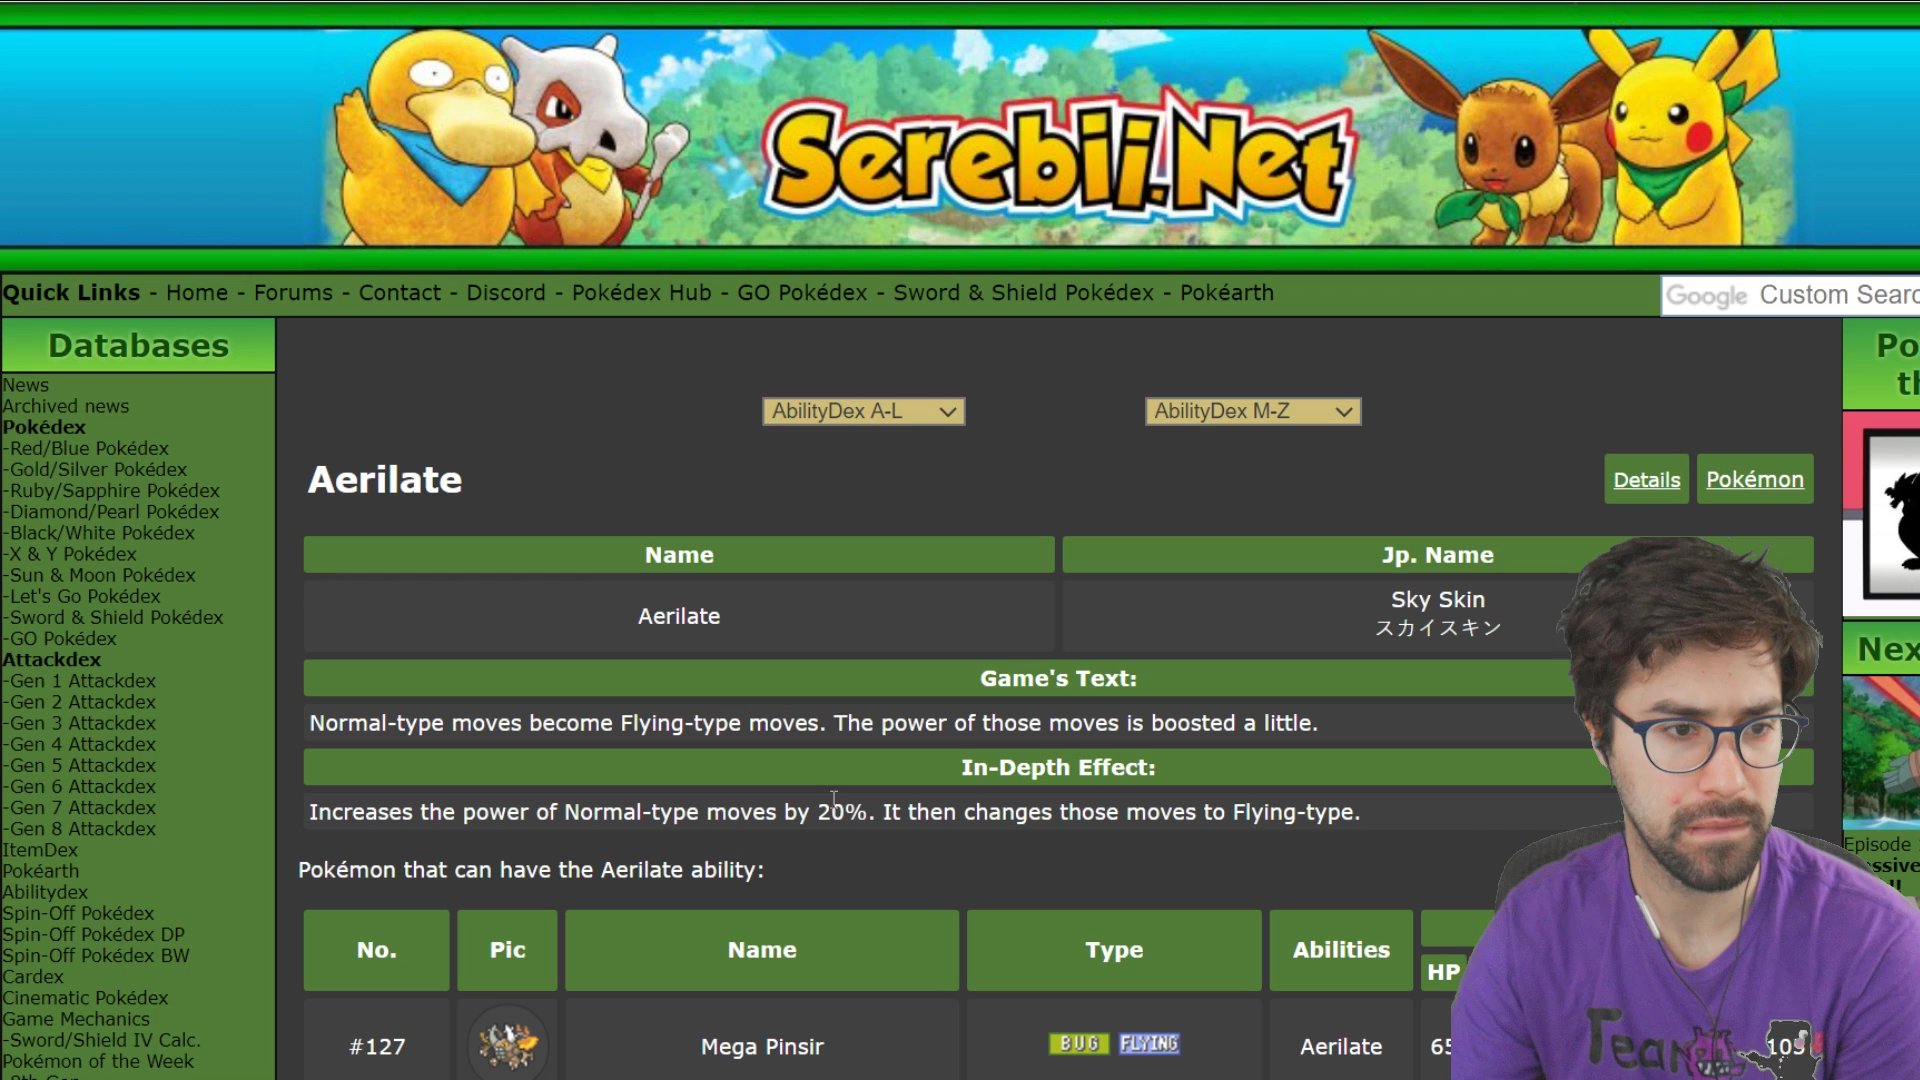 Serebii.Net
Quick Links - Home - Forums - Contact - Discord - Pokédex Hub - GO Pokédex - Sword & Shield Pokédex - Pokéarth
Google Custom Searc
Databases
News
Archived news
Pokédex
-Red/Blue Pokédex
-Gold/Silver Pokédex
-Ruby/Sapphire Pokédex
-Diamond/Pearl Pokédex
-Black/White Pokédex
-X & Y Pokédex
-Sun & Moon Pokédex
-Let's Go Pokédex
-Sword & Shield Pokédex
-GO Pokédex
Attackdex
-Gen 1 Attackdex
-Gen 2 Attackdex
-Gen 3 Attackdex
-Gen 4 Attackdex
-Gen 5 Attackdex
-Gen 6 Attackdex
-Gen 7 Attackdex
-Gen 8 Attackdex
ItemDex
Pokéarth
Abilitydex
Spin-Off Pokédex
Spin-Off Pokédex DP
Spin-Off Pokédex BW
Cardex
Cinematic Pokédex
Game Mechanics
-Sword/Shield IV Calc.
Pokémon of the Week
AbilityDex A-L
AbilityDex M-Z
Aerilate
Details
Pokémon
Name
Jp. Name
Aerilate
Sky Skin
スカイスキン
Game's Text:
Normal-type moves become Flying-type moves. The power of those moves is boosted a little.
In-Depth Effect:
Increases the power of Normal-type moves by 20%. It then changes those moves to Flying-type.
Pokémon that can have the Aerilate ability:
No.
Pic
Name
Type
Abilities
HP
#127
Mega Pinsir
BUG FLYING
Aerilate
65
105
Po
th
Nex
Episode
Team